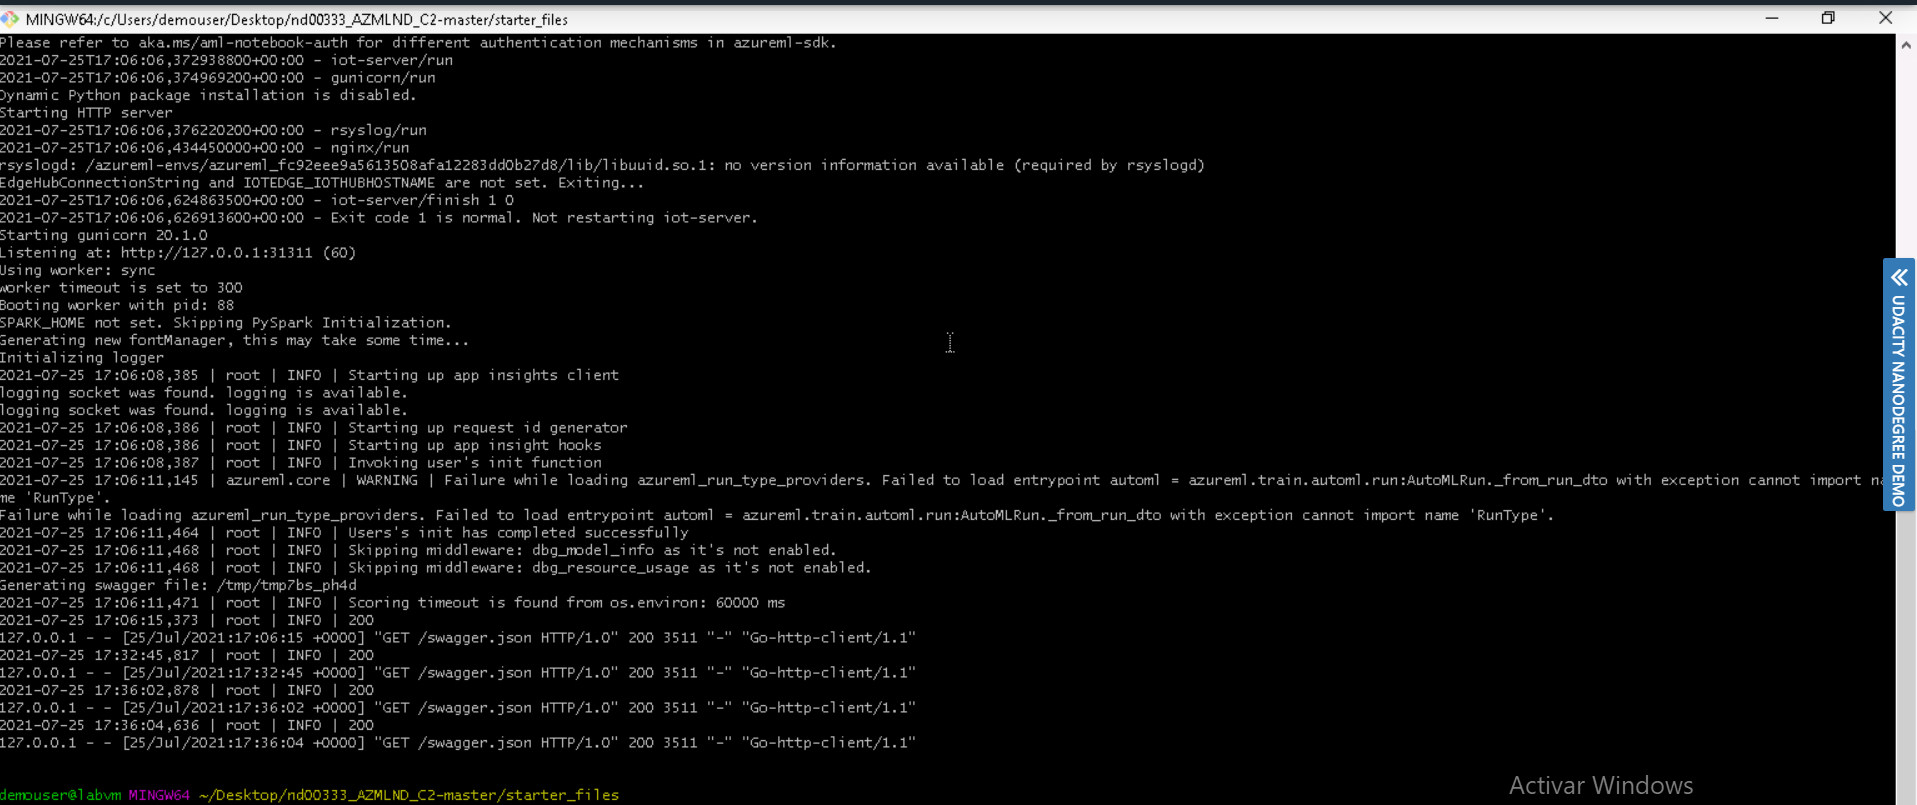 MINGW64:/c/Users/demouser/Desktop/nd00333_AZMLND_C2-master/starter_files
Please refer to aka.ms/aml-notebook-auth for different authentication mechanisms in azureml-sdk.
2021-07-25T17:06:06,372938800+00:00 - iot-server/run
2021-07-25T17:06:06,374969200+00:00 - gunicorn/run
Dynamic Python package installation is disabled.
Starting HTTP server
2021-07-25T17:06:06,376220200+00:00 - rsyslog/run
2021-07-25T17:06:06,434450000+00:00 - nginx/run
rsyslogd: /azureml-envs/azureml_fc92eee9a5613508afa12283dd0b27d8/lib/libuuid.so.1: no version information available (required by rsyslogd)
EdgeHubConnectionString and IOTEDGE_IOTHUBHOSTNAME are not set. Exiting...
2021-07-25T17:06:06,624863500+00:00 - iot-server/finish 1 0
2021-07-25T17:06:06,626913600+00:00 - Exit code 1 is normal. Not restarting iot-server.
Starting gunicorn 20.1.0
Listening at: http://127.0.0.1:31311 (60)
Using worker: sync
worker timeout is set to 300
Booting worker with pid: 88
SPARK_HOME not set. Skipping PySpark Initialization.
Generating new fontManager, this may take some time...
Initializing logger
2021-07-25 17:06:08,385 | root | INFO | Starting up app insights client
logging socket was found. logging is available.
logging socket was found. logging is available.
2021-07-25 17:06:08,386 | root | INFO | Starting up request id generator
2021-07-25 17:06:08,386 | root | INFO | Starting up app insight hooks
2021-07-25 17:06:08,387 | root | INFO | Invoking user's init function
2021-07-25 17:06:11,145 | azureml.core | WARNING | Failure while loading azureml_run_type_providers. Failed to load entrypoint automl = azureml.train.automl.run:AutoMLRun._from_run_dto with exception cannot import na
me 'RunType'.
Failure while loading azureml_run_type_providers. Failed to load entrypoint automl = azureml.train.automl.run:AutoMLRun._from_run_dto with exception cannot import name 'RunType'.
2021-07-25 17:06:11,464 | root | INFO | Users's init has completed successfully
2021-07-25 17:06:11,468 | root | INFO | Skipping middleware: dbg_model_info as it's not enabled.
2021-07-25 17:06:11,468 | root | INFO | Skipping middleware: dbg_resource_usage as it's not enabled.
Generating swagger file: /tmp/tmp7bs_ph4d
2021-07-25 17:06:11,471 | root | INFO | Scoring timeout is found from os.environ: 60000 ms
2021-07-25 17:06:15,373 | root | INFO | 200
127.0.0.1 - - [25/Jul/2021:17:06:15 +0000] "GET /swagger.json HTTP/1.0" 200 3511 "-" "Go-http-client/1.1"
2021-07-25 17:32:45,817 | root | INFO | 200
127.0.0.1 - - [25/Jul/2021:17:32:45 +0000] "GET /swagger.json HTTP/1.0" 200 3511 "-" "Go-http-client/1.1"
2021-07-25 17:36:02,878 | root | INFO | 200
127.0.0.1 - - [25/Jul/2021:17:36:02 +0000] "GET /swagger.json HTTP/1.0" 200 3511 "-" "Go-http-client/1.1"
2021-07-25 17:36:04,636 | root | INFO | 200
127.0.0.1 - - [25/Jul/2021:17:36:04 +0000] "GET /swagger.json HTTP/1.0" 200 3511 "-" "Go-http-client/1.1"
demouser@labvm MINGW64 ~/Desktop/nd00333_AZMLND_C2-master/starter_files
UDACITY NANODEGREE DEMO
Activar Windows